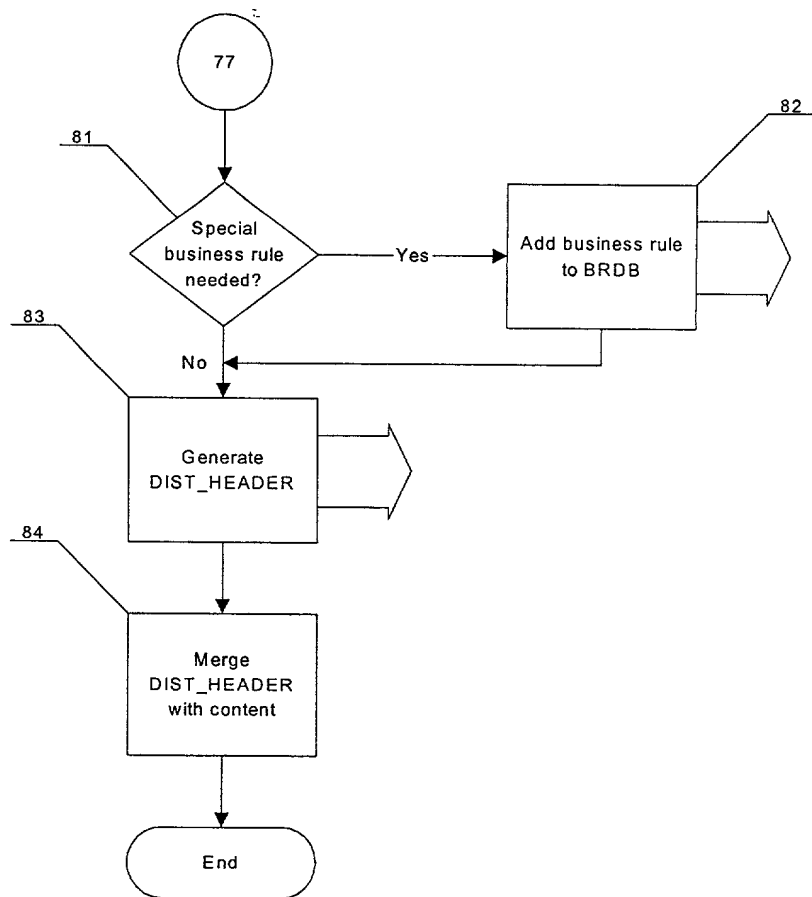 77
81
82
Special
business rule
needed?
Yes
Add business rule
to BRDB
83
No
Generate
DIST_HEADER
84
Merge
DIST_HEADER
with content
End